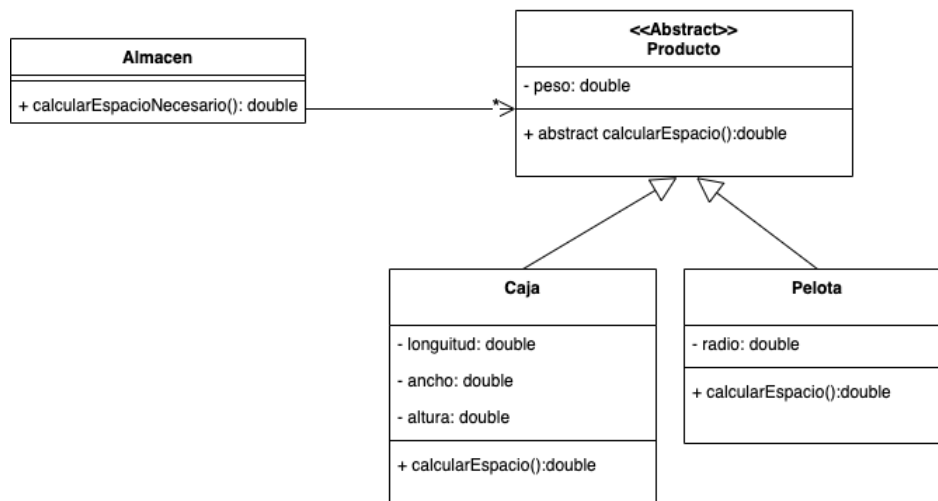 Almacen
+ calcularEspacioNecesario(): double
*
<<Abstract>>
Producto
- peso: double
+ abstract calcularEspacio():double
Caja
- longuitud: double
- ancho: double
- altura: double
+ calcularEspacio():double
Pelota
- radio: double
+ calcularEspacio():double